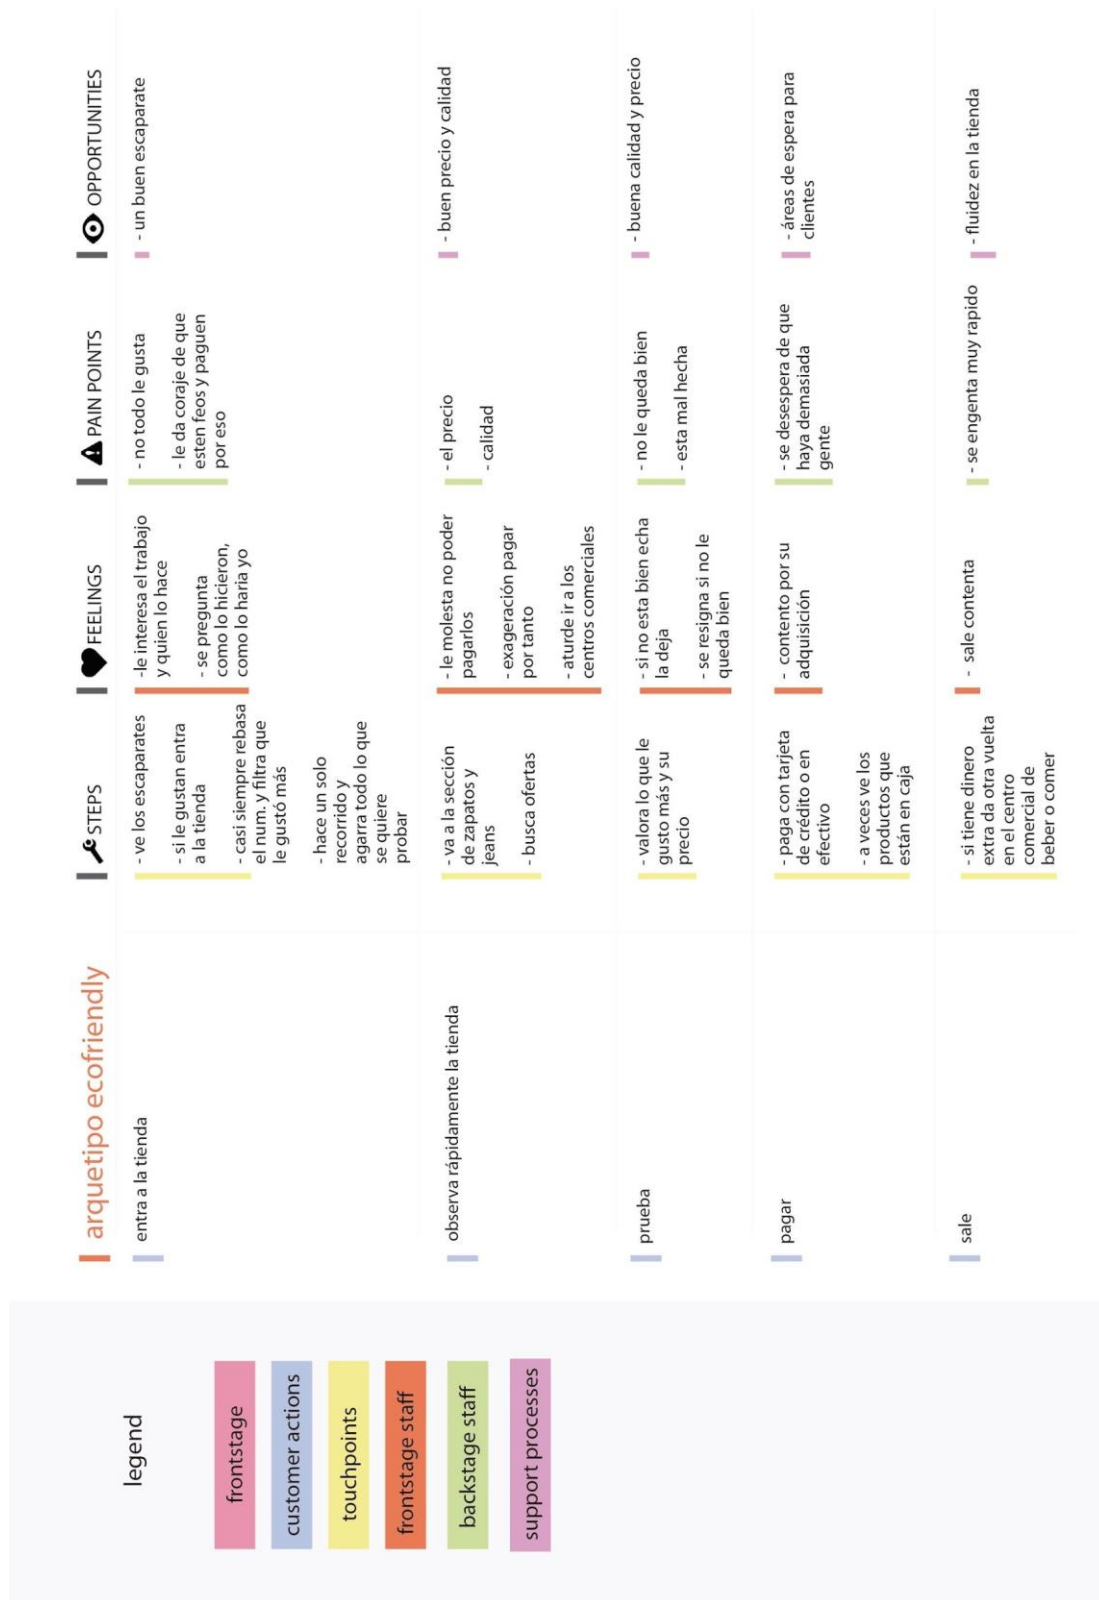 legend
frontstage
customer actions
touchpoints
frontstage staff
backstage staff
support processes
arquetipo ecofriendly
STEPS
FEELINGS
PAIN POINTS
OPPORTUNITIES
entra a la tienda
- ve los escaparates
- si le gustan entra
a la tienda
- casi siempre rebasa
el num. y filtra que
le gustó más
- hace un solo
recorrido y
agarra todo lo que
se quiere
probar
-le interesa el trabajo
y quien lo hace
- se pregunta
como lo hicieron,
como lo haria yo
- no todo le gusta
- le da coraje de que
esten feos y paguen
por eso
- un buen escaparate
observa rápidamente la tienda
- va a la sección
de zapatos y
jeans
- busca ofertas
- le molesta no poder
pagarlos
- exageración pagar
por tanto
- aturde ir a los
centros comerciales
- el precio
- calidad
- buen precio y calidad
prueba
- valora lo que le
gusto más y su
precio
- si no esta bien echa
la deja
- se resigna si no le
queda bien
- no le queda bien
- esta mal hecha
- buena calidad y precio
pagar
- paga con tarjeta
de crédito o en
efectivo
- a veces ve los
productos que
están en caja
- contento por su
adquisición
- se desespera de que
haya demasiada
gente
- áreas de espera para
clientes
sale
- si tiene dinero
extra da otra vuelta
en el centro
comercial de
beber o comer
- sale contenta
- se engenta muy rapido
- fluidez en la tienda